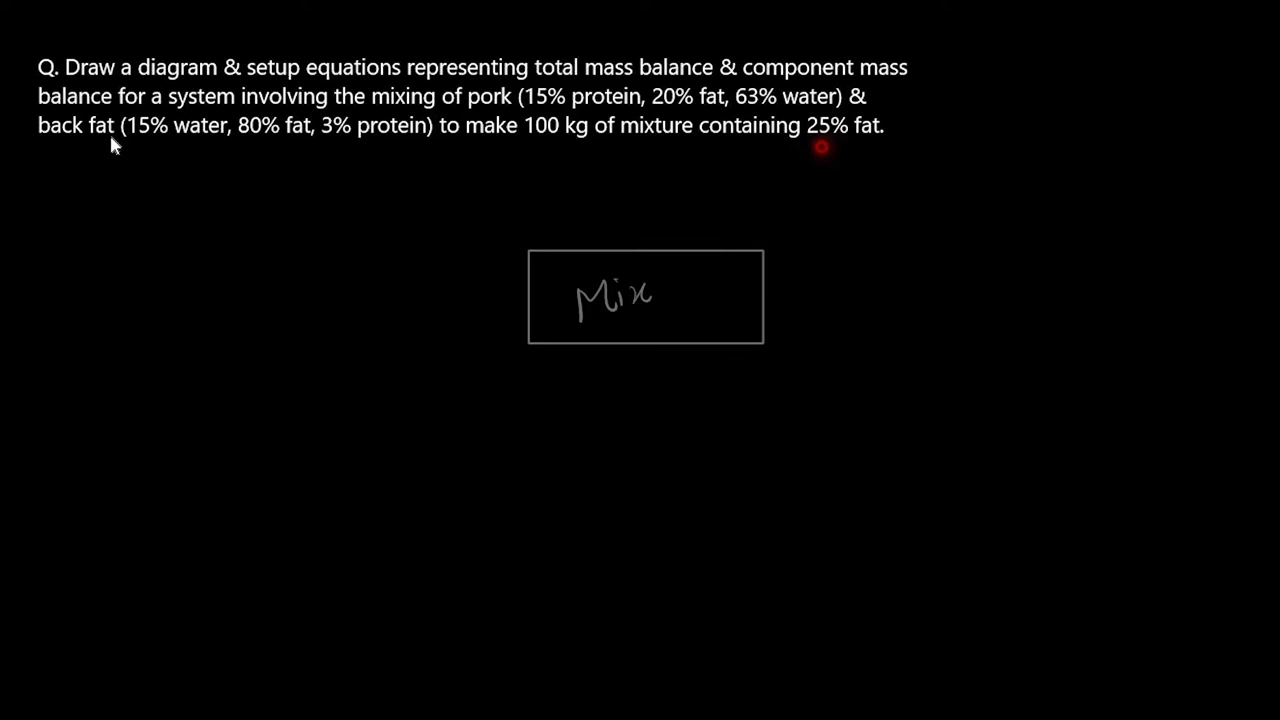 Q. Draw a diagram & setup equations representing total mass balance & component mass
balance for a system involving the mixing of pork (15% protein, 20% fat, 63% water) &
back fat (15% water, 80% fat, 3% protein) to make 100 kg of mixture containing 25% fat.
Mix